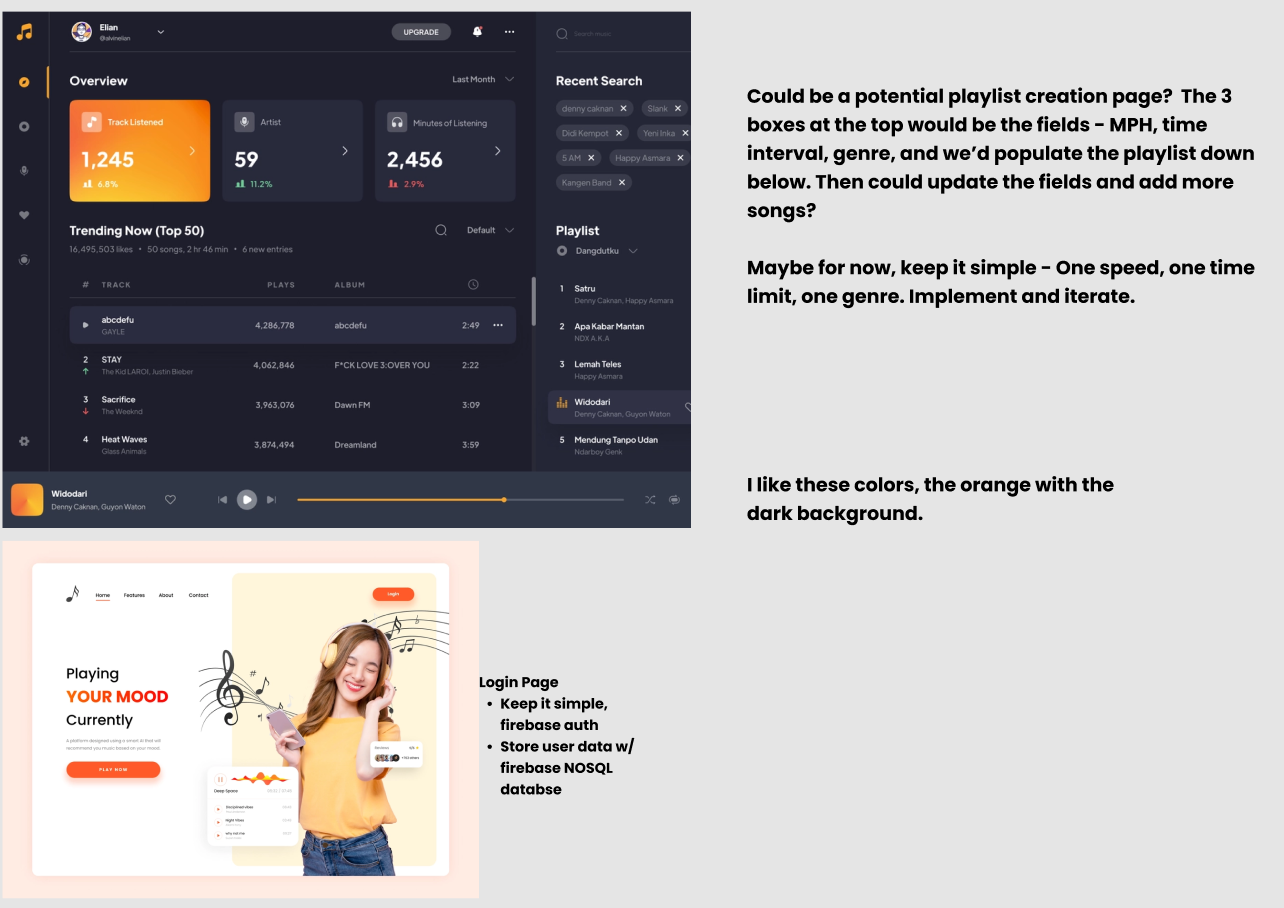 Elian
@alvinelian
UPGRADE
Search music
Overview
Last Month
Recent Search
Track Listened
Artist
Minutes of Listening
1,245
59
2,456
6.8%
11.2%
2.9%
denny caknan
Slank
Didi Kempot
Yeni Inka
5 AM
Happy Asmara
Kangen Band
Trending Now (Top 50)
Default
16,495,503 likes • 50 songs, 2 hr 46 min • 6 new entries
# TRACK PLAYS ALBUM
abcdefu
GAYLE
4,286,778
abcdefu
2:49
2 STAY
The Kid LAROI, Justin Bieber
4,062,846
F*CK LOVE 3:OVER YOU
2:22
3 Sacrifice
The Weeknd
3,963,076
Dawn FM
3:09
4 Heat Waves
Glass Animals
3,874,494
Dreamland
3:59
Playlist
Dangdutku
1 Satru
Denny Caknan, Happy Asmara
2 Apa Kabar Mantan
NDX A.K.A
3 Lemah Teles
Happy Asmara
Widodari
Denny Caknan, Guyon Waton
5 Mendung Tanpo Udan
Ndarboy Genk
Widodari
Denny Caknan, Guyon Waton
Could be a potential playlist creation page? The 3
boxes at the top would be the fields - MPH, time
interval, genre, and we'd populate the playlist down
below. Then could update the fields and add more
songs?
Maybe for now, keep it simple - One speed, one time
limit, one genre. Implement and iterate.
I like these colors, the orange with the
dark background.
Home Features About Contact
Login
Playing
YOUR MOOD
Currently
A platform designed using a smart AI that will
recommend you music based on your mood.
PLAY NOW
Deep Space
Night Vibes
why not me
Login Page
• Keep it simple,
firebase auth
• Store user data w/
firebase NOSQL
databse